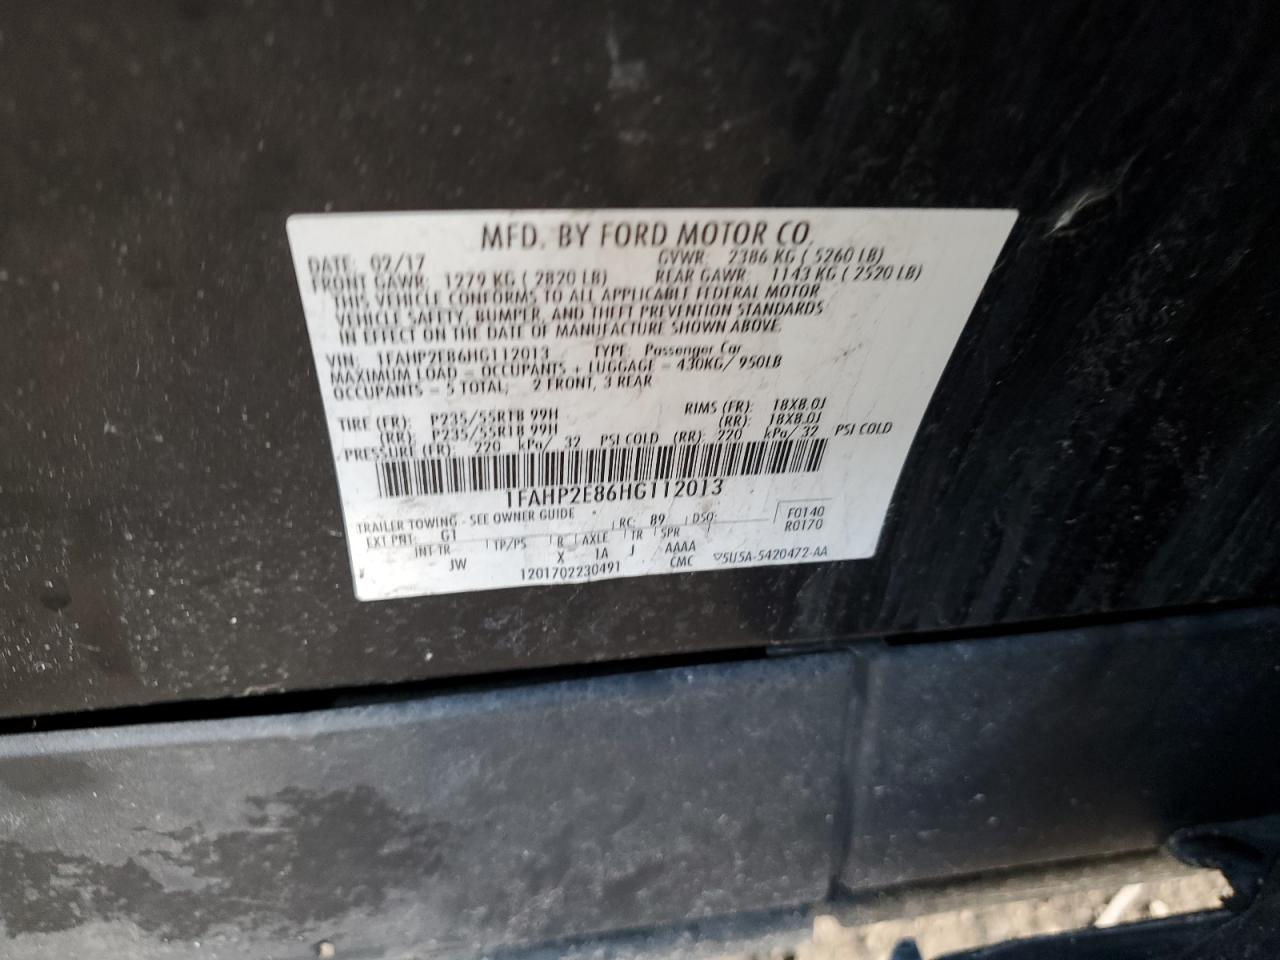 MFD. BY FORD MOTOR CO.
DATE: 02/17 GVWR: 2386 KG ( 5260 LB)
FRONT GAWR: 1279 KG ( 2820 LB) REAR GAWR: 1143 KG ( 2520 LB)
THIS VEHICLE CONFORMS TO ALL APPLICABLE FEDERAL MOTOR
VEHICLE SAFETY, BUMPER, AND THEFT PREVENTION STANDARDS
IN EFFECT ON THE DATE OF MANUFACTURE SHOWN ABOVE.
VIN: 1FAHP2E86HG112013 TYPE: Passenger Car
MAXIMUM LOAD = OCCUPANTS + LUGGAGE = 430KG/ 950LB
OCCUPANTS = 5 TOTAL, 2 FRONT, 3 REAR
TIRE (FR): P235/55R18 99H RIMS (FR): 18X8.0J
(RR): P235/55R18 99H (RR): 18X8.0J
PRESSURE (FR): 220 kPa/ 32 PSI COLD (RR): 220 kPa/ 32 PSI COLD
1FAHP2E86HG112013
TRAILER TOWING - SEE OWNER GUIDE
EXT PNT: G1 RC: 89 DSO: F0140
R0170
INT TR TP/PS R AXLE TR SPR
JW X 1A J AAAA
1201702230491 CMC 5U5A-5420472-AA